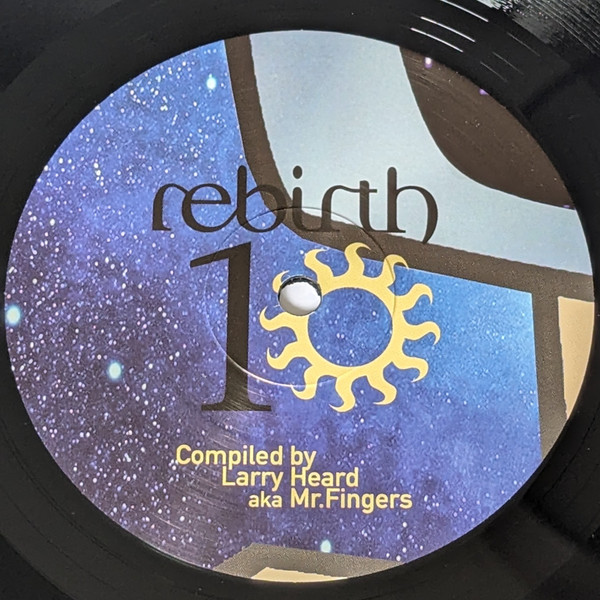 rebirth
10
Compiled by
Larry Heard
aka Mr.Fingers